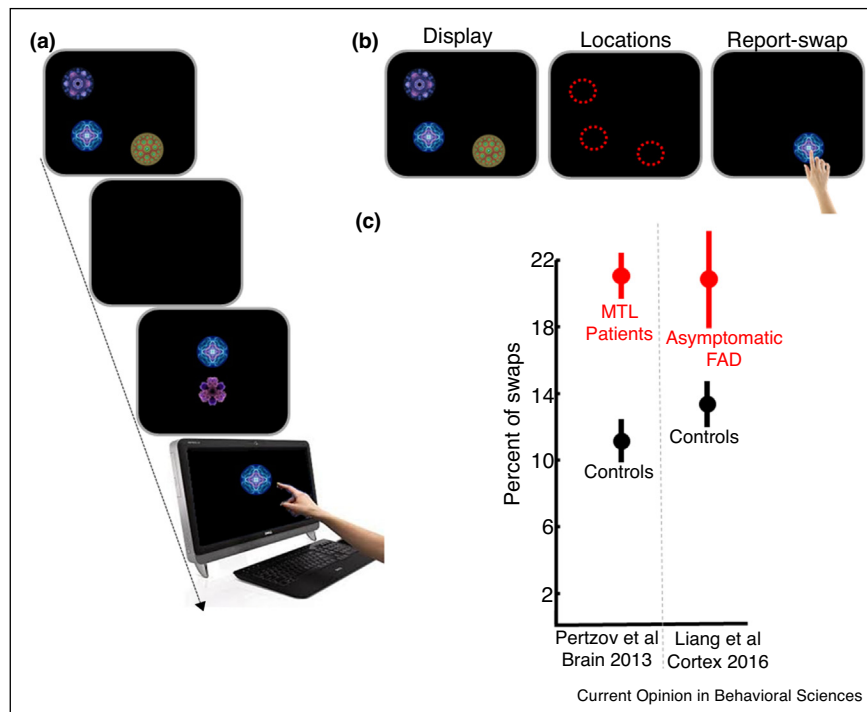 (a)
(b)
Display
Locations
Report-swap
(c)
Percent of swaps
22
18
14
10
6
2
MTL
Patients
Controls
Asymptomatic
FAD
Controls
Pertzov et al
Brain 2013
Liang et al
Cortex 2016
Current Opinion in Behavioral Sciences